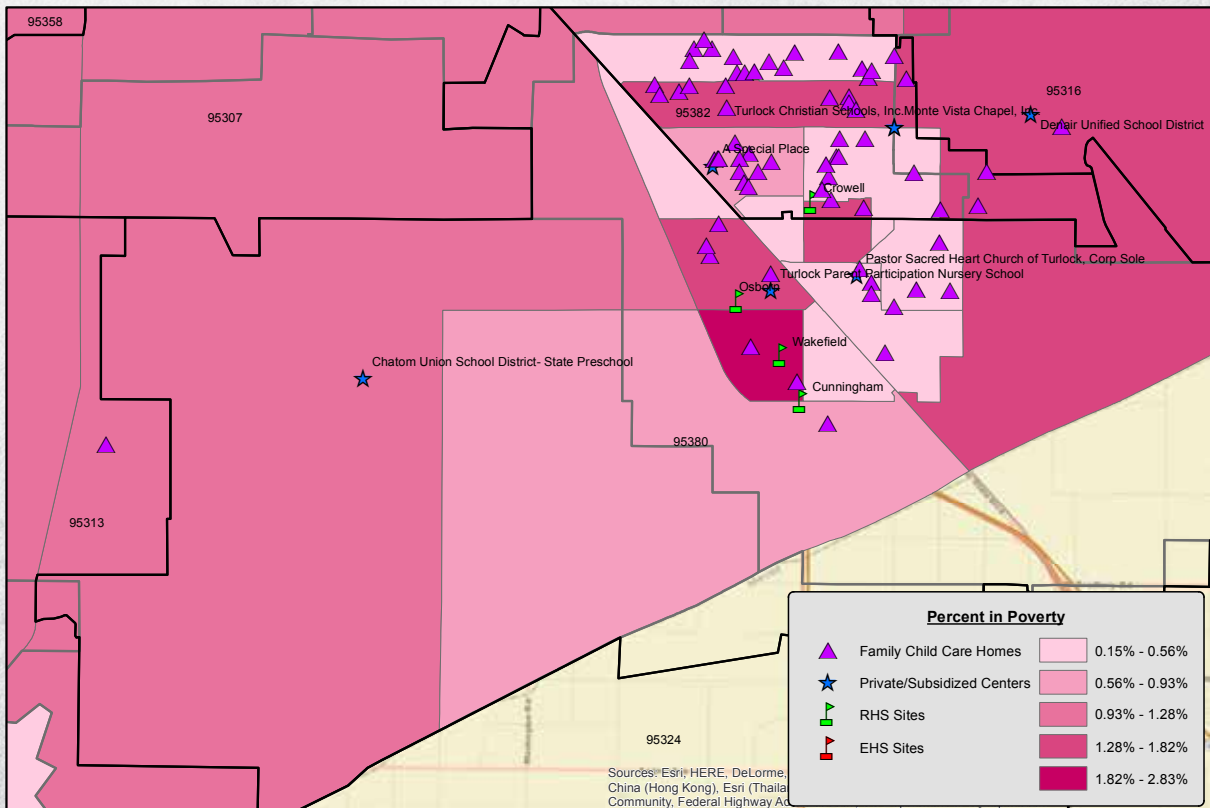 95358
95316
95307
95382
Turlock Christian Schools, Inc.Monte Vista Chapel, Inc
Denair Unified School District
A Special Place
Crowell
Pastor Sacred Heart Church of Turlock, Corp Sole
Turlock Parent Participation Nursery School
Osborn
Wakefield
Chatom Union School District- State Preschool
Cunningham
95380
95313
95324
Percent in Poverty
Family Child Care Homes
0.15% - 0.56%
Private/Subsidized Centers
0.56% - 0.93%
RHS Sites
0.93% - 1.28%
EHS Sites
1.28% - 1.82%
1.82% - 2.83%
Sources: Esri, HERE, DeLorme,
China (Hong Kong), Esri
Community, Federal Highway